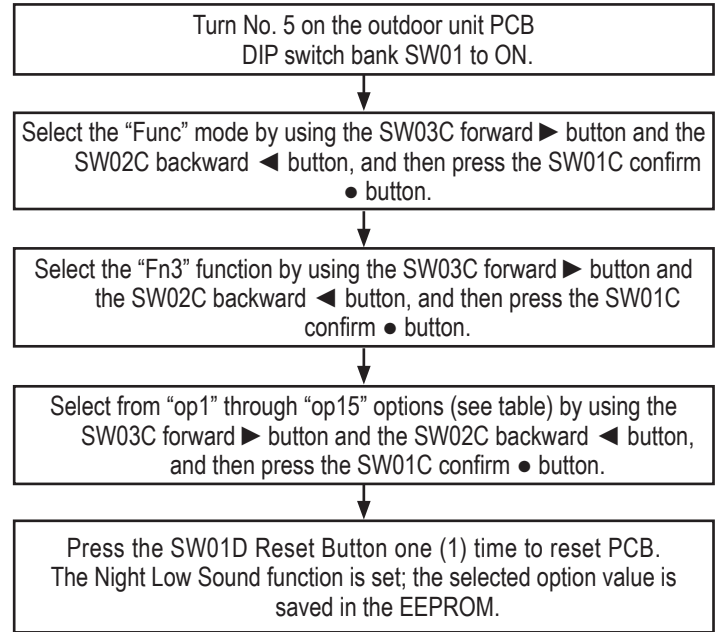 Turn No. 5 on the outdoor unit PCB
DIP switch bank SW01 to ON.
Select the “Func” mode by using the SW03C forward ► button and the
SW02C backward ◄ button, and then press the SW01C confirm
● button.
Select the “Fn3” function by using the SW03C forward ► button and
the SW02C backward ◄ button, and then press the SW01C
confirm ● button.
Select from “op1” through “op15” options (see table) by using the
SW03C forward ► button and the SW02C backward ◄ button,
and then press the SW01C confirm ● button.
Press the SW01D Reset Button one (1) time to reset PCB.
The Night Low Sound function is set; the selected option value is
saved in the EEPROM.